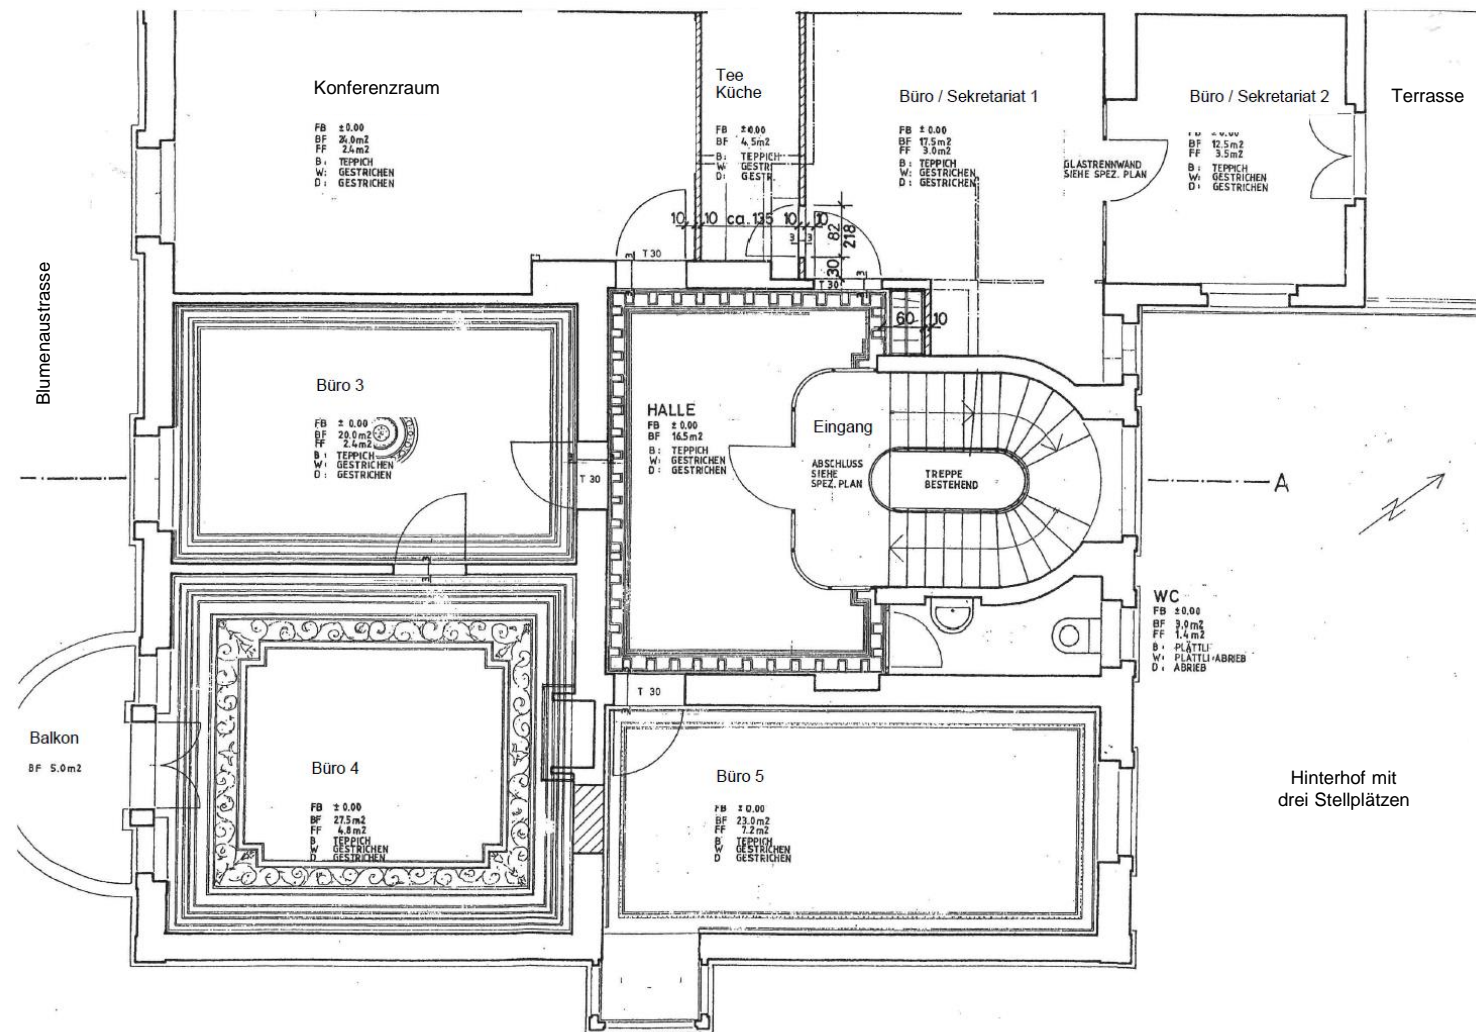 Konferenzraum
FB ±0.00
BF 24.0m2
FF 2.4m2
B: TEPPICH
W: GESTRICHEN
D: GESTRICHEN
Tee
Küche
FB ±0.00
BF 4.5m2
B: TEPPICH
W: GESTR.
D: GESTR.
Büro / Sekretariat 1
FB ±0.00
BF 17.5m2
FF 3.0m2
B: TEPPICH
W: GESTRICHEN
D: GESTRICHEN
GLASTRENNWAND
SIEHE SPEZ. PLAN
Büro / Sekretariat 2
BF 12.5m2
FF 3.5m2
B: TEPPICH
W: GESTRICHEN
D: GESTRICHEN
Terrasse
10 10 ca. 135 10 10
3 3
82
218
30
T 30
T 30
3
3
60 10
Blumenaustrasse
Büro 3
FB ± 0.00
BF 20.0m2
FF 2.4m2
B: TEPPICH
W: GESTRICHEN
D: GESTRICHEN
T 30
3
HALLE
FB ± 0.00
BF 16.5m2
B: TEPPICH
W: GESTRICHEN
D: GESTRICHEN
Eingang
ABSCHLUSS
SIEHE
SPEZ. PLAN
TREPPE
BESTEHEND
A
WC
FB ±0.00
BF 3.0m2
FF 1.4m2
B: PLÄTTLI
W: PLÄTTLI+ABRIEB
D: ABRIEB
T 30
Balkon
BF 5.0m2
Büro 4
FB ± 0.00
BF 27.5m2
FF 4.8m2
B TEPPICH
W GESTRICHEN
D GESTRICHEN
Büro 5
FB ± 0.00
BF 23.0m2
FF 7.2m2
B TEPPICH
W GESTRICHEN
D GESTRICHEN
Hinterhof mit
drei Stellplätzen